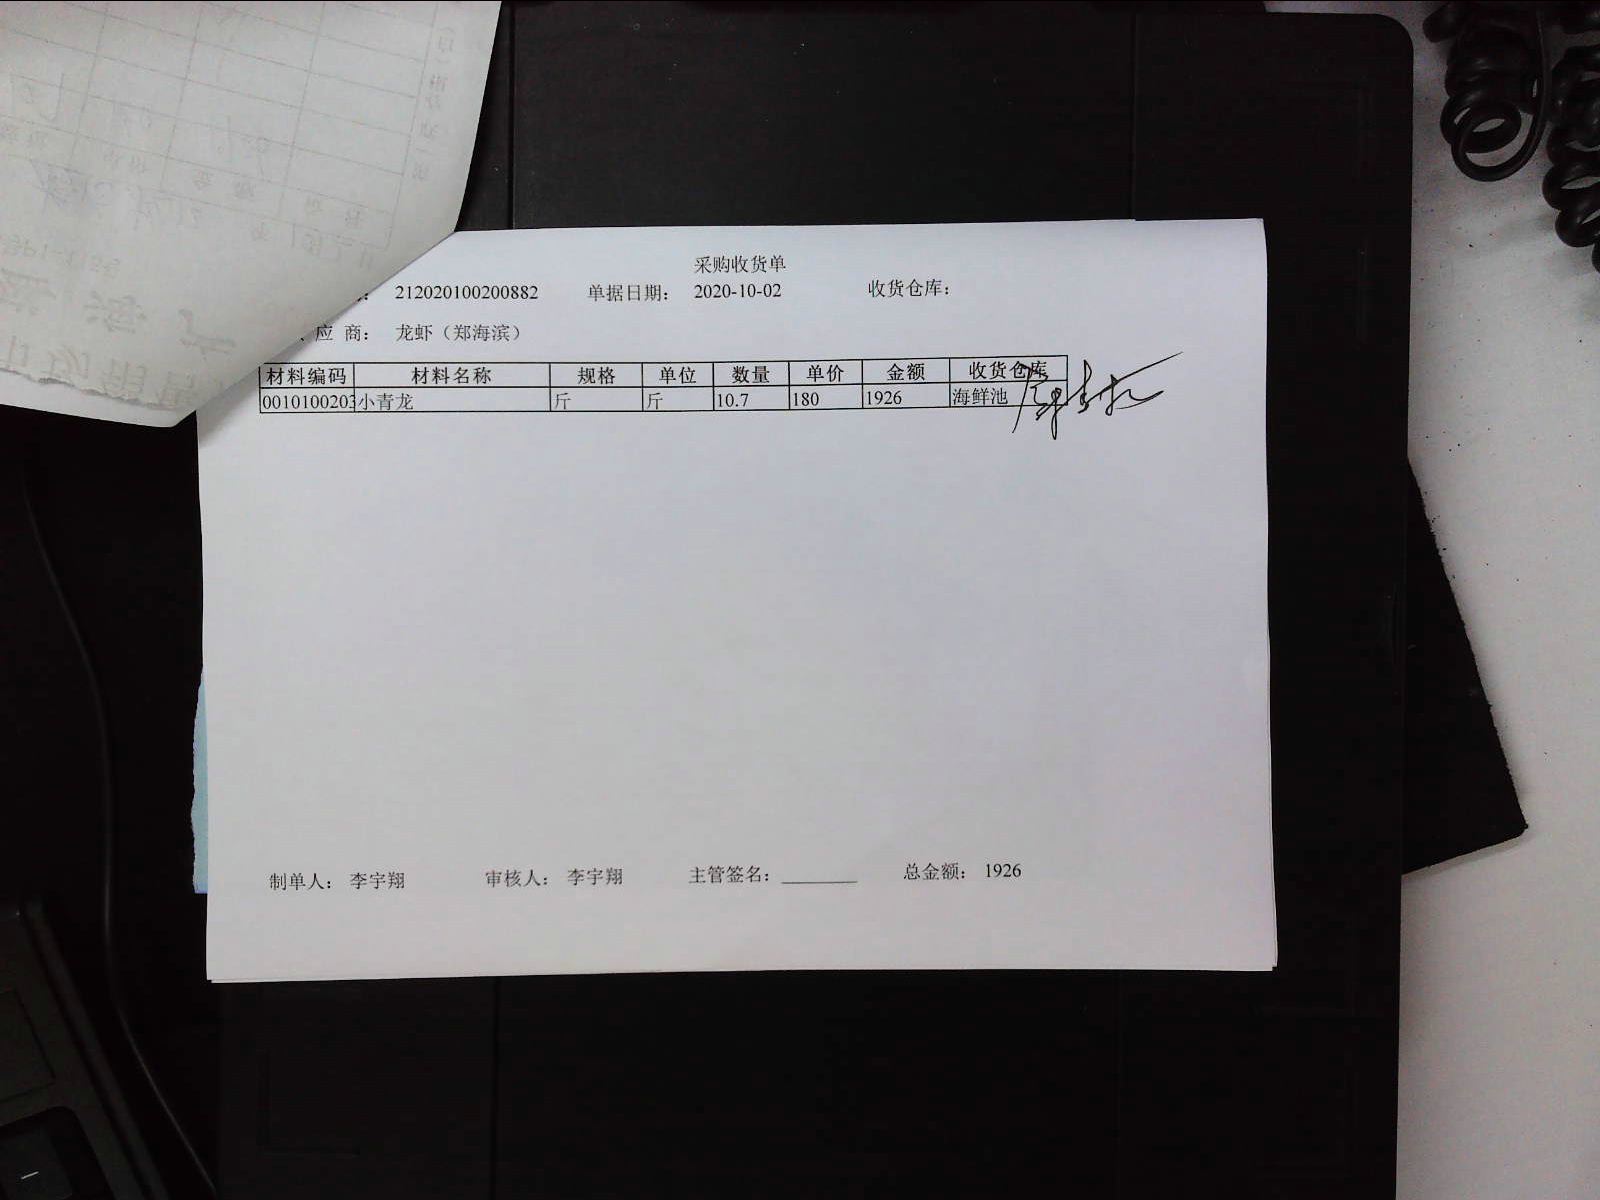 采购收货单
： 212020100200882 单据日期： 2020-10-02 收货仓库：
应 商： 龙虾（郑海滨）
材料编码 材料名称 规格 单位 数量 单价 金额 收货仓库
0010100203 小青龙 斤 斤 10.7 180 1926 海鲜池
制单人： 李宇翔 审核人： 李宇翔 主管签名：________ 总金额： 1926